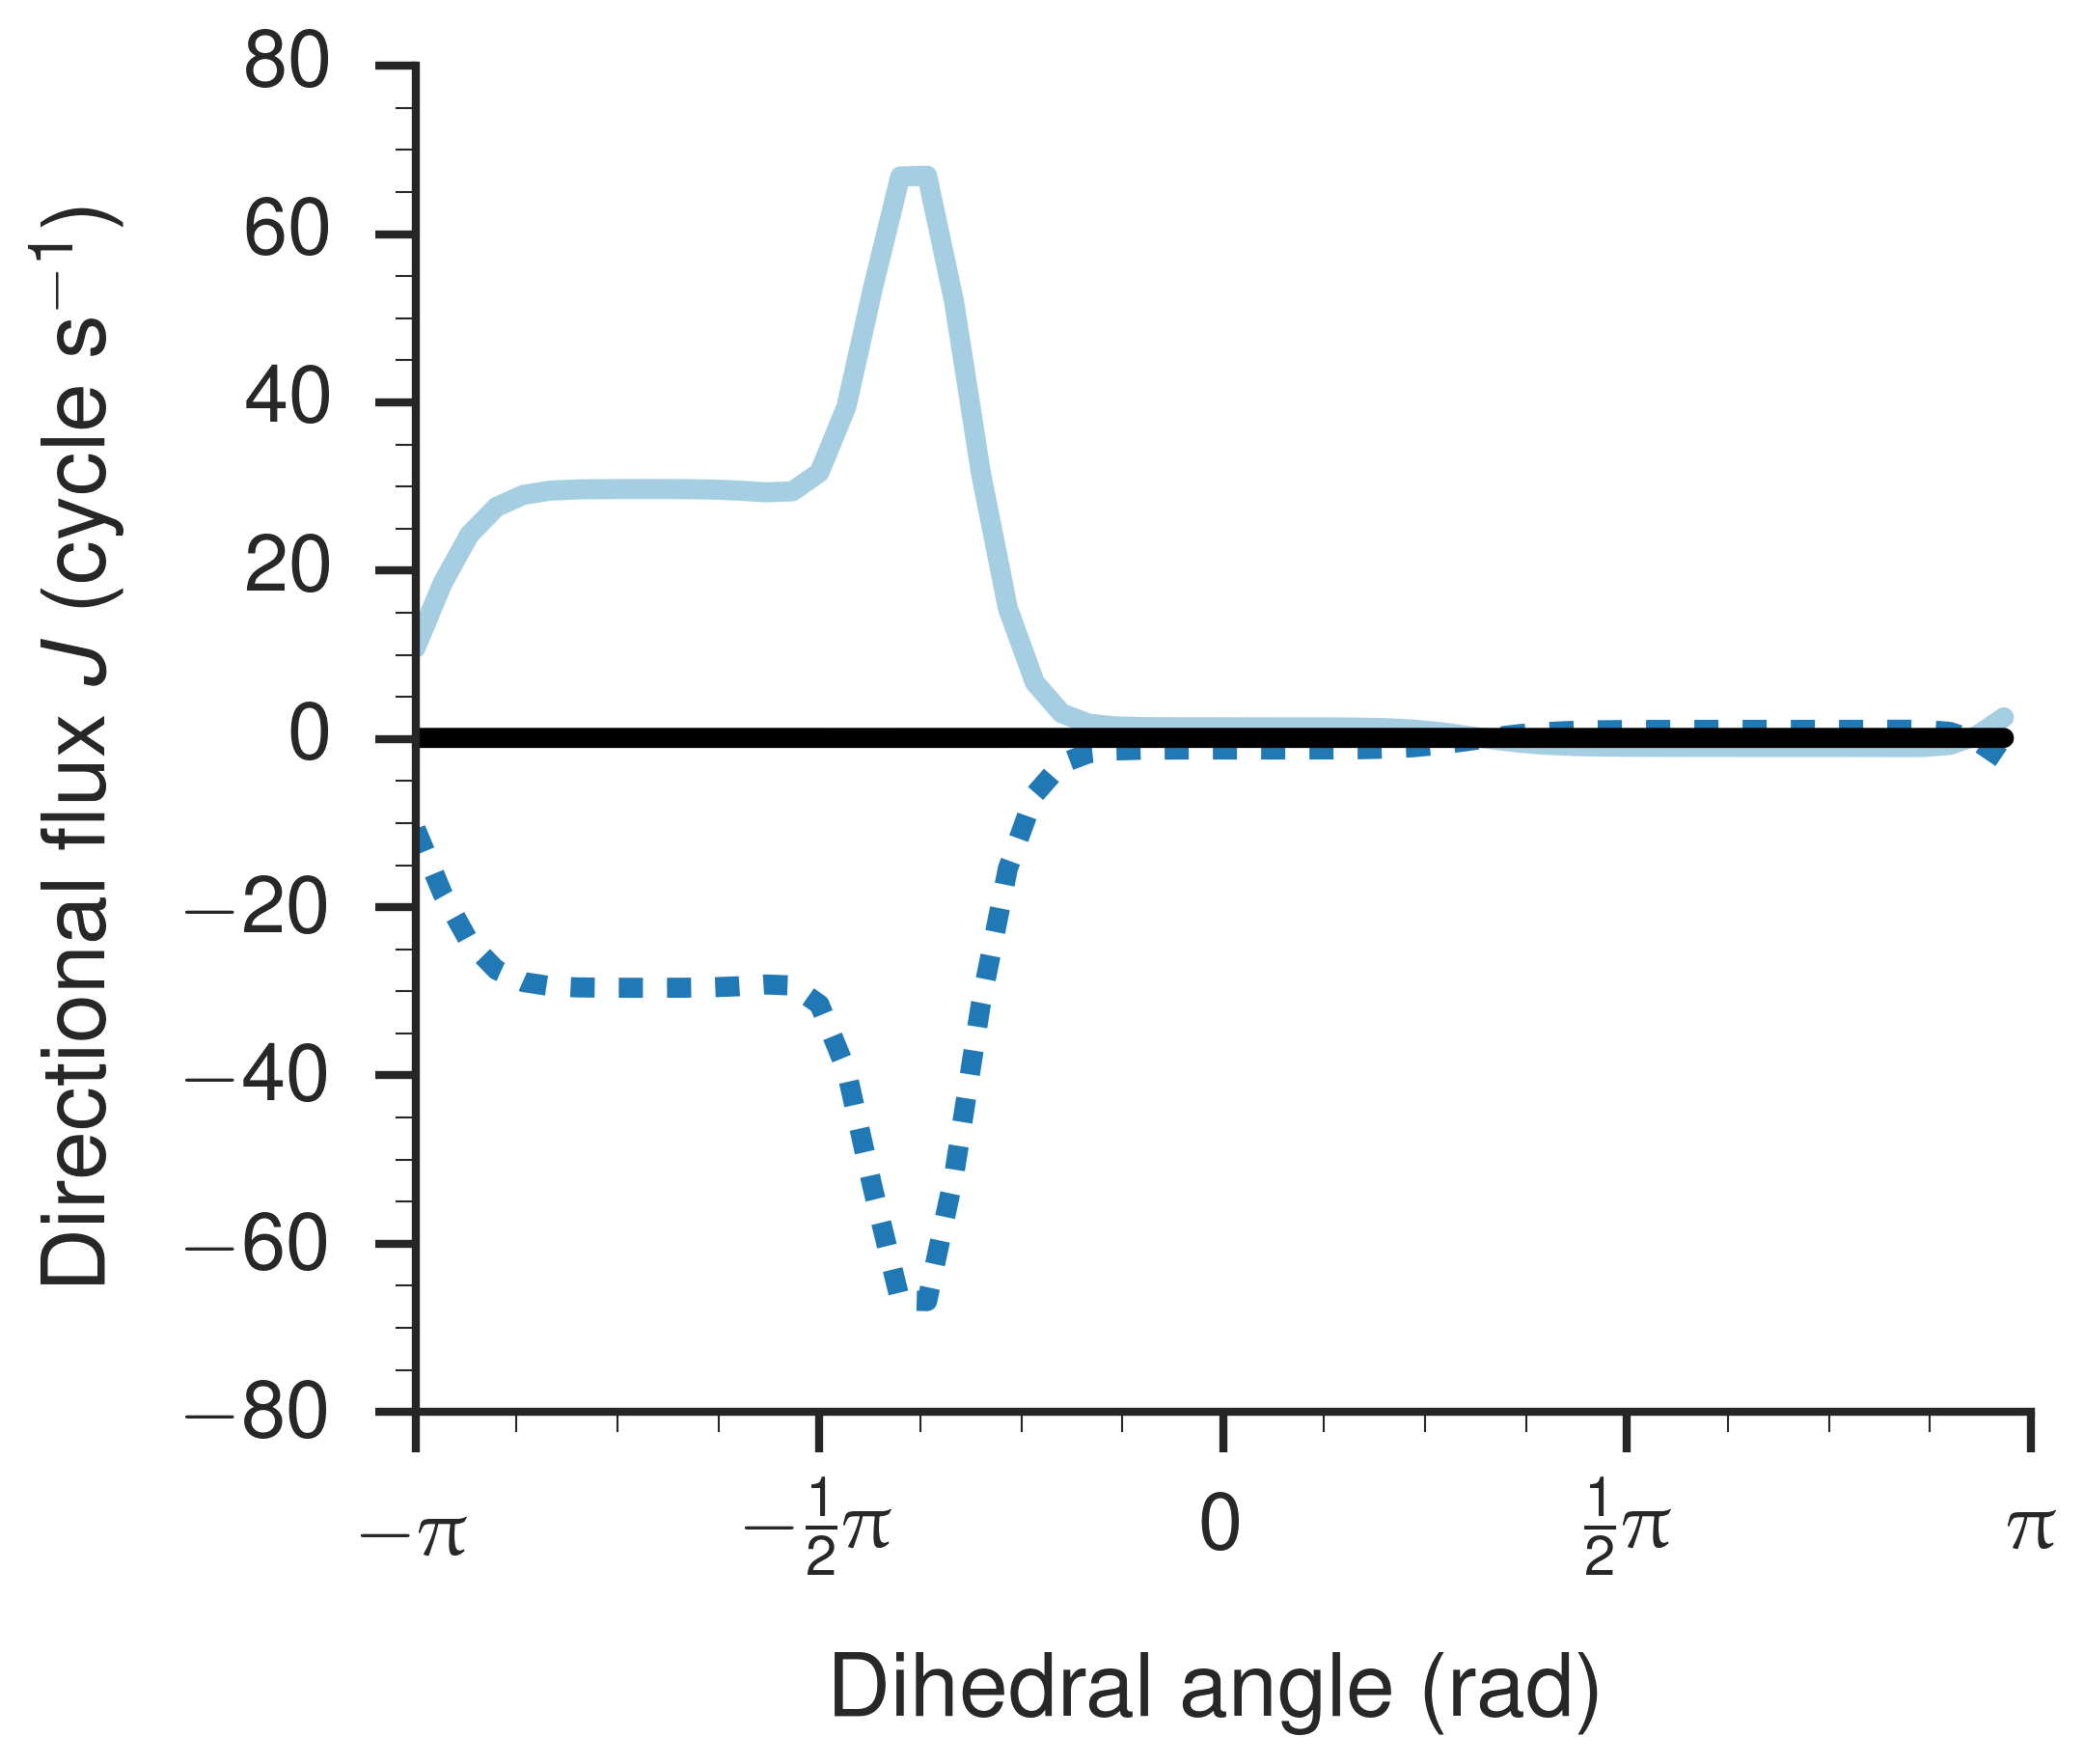 Directional flux J (cycle s⁻¹)
80
60
40
20
0
−20
−40
−60
−80
−π
−½π
0
½π
π
Dihedral angle (rad)